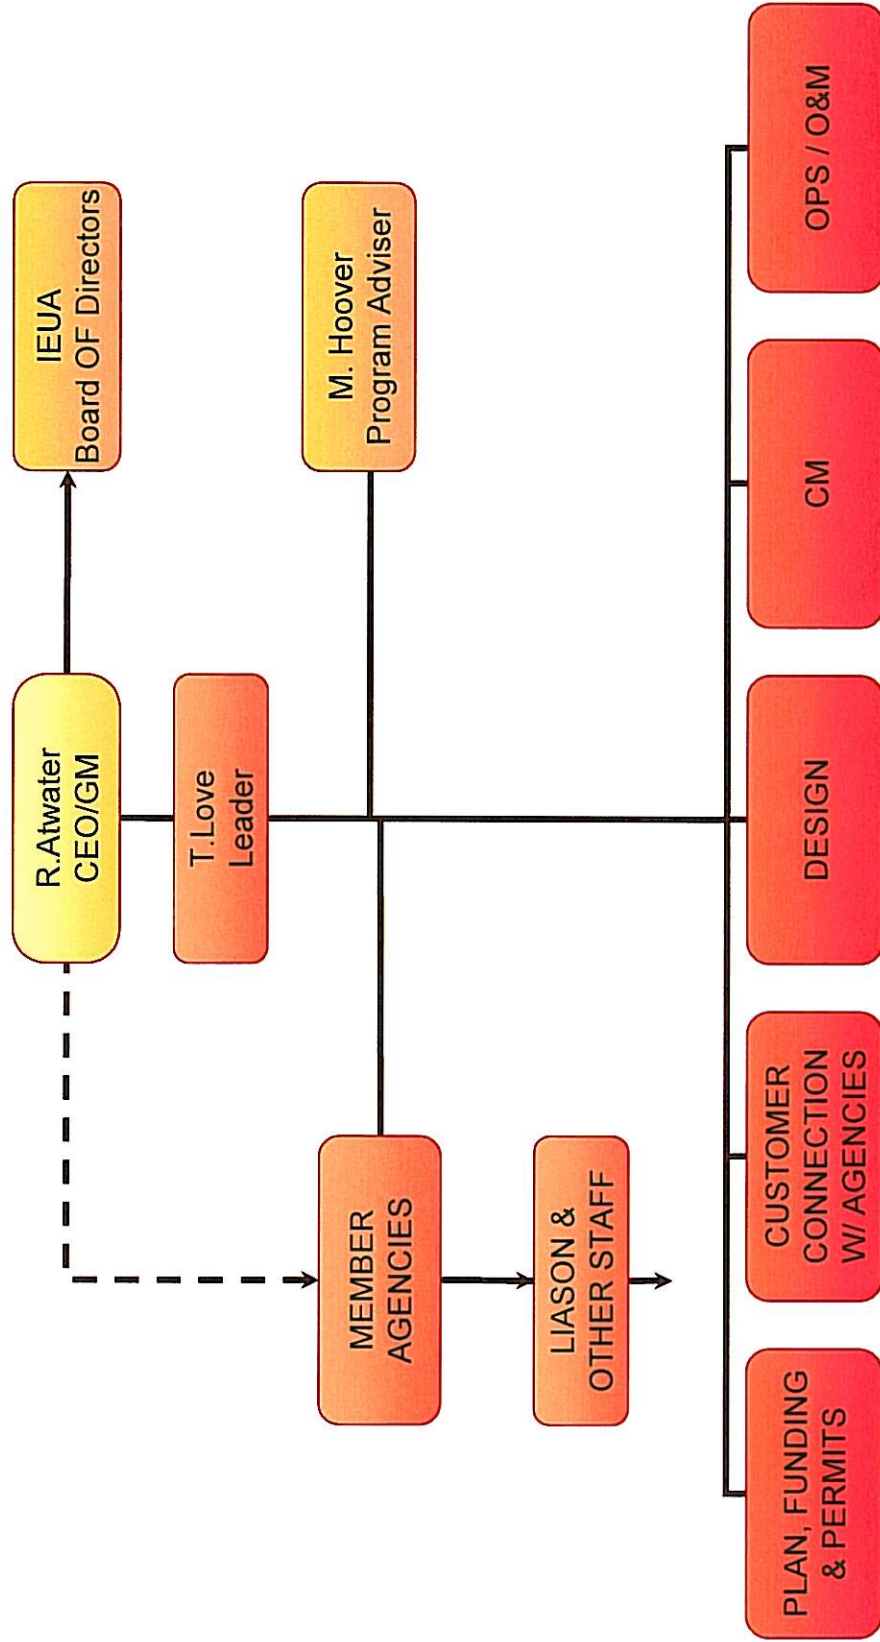 R.Atwater
CEO/GM
IEUA
Board OF Directors
T.Love
Leader
M. Hoover
Program Adviser
MEMBER
AGENCIES
LIASON &
OTHER STAFF
PLAN, FUNDING
& PERMITS
CUSTOMER
CONNECTION
W/ AGENCIES
DESIGN
CM
OPS / O&M